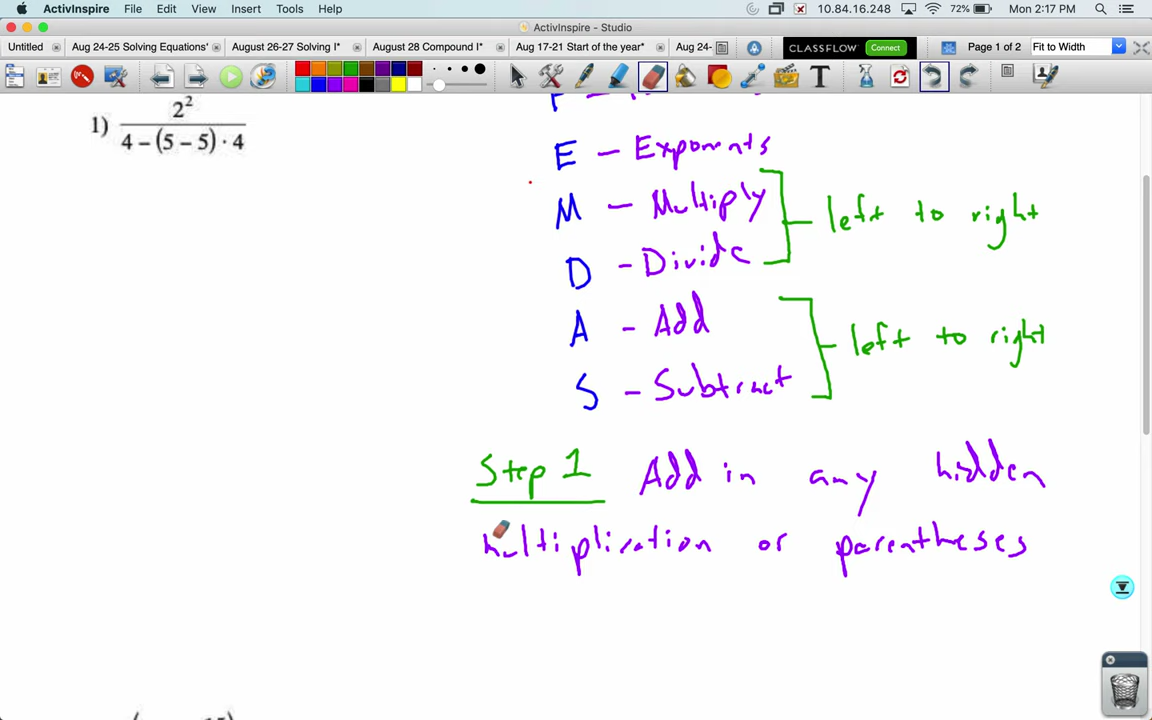 ActivInspire File Edit View Insert Tools Help 10.84.16.248 72% Mon 2:17 PM
ActivInspire - Studio
Untitled Aug 24-25 Solving Equations* August 26-27 Solving I* August 28 Compound I* Aug 17-21 Start of the year* Aug 24- CLASSFLOW Connect Page 1 of 2 Fit to Width
1) 2² / 4 – (5 – 5) · 4
E – Exponents
M – Multiply
left to right
D – Divide
A – Add
left to right
S – Subtract
Step 1 Add in any hidden
multiplication or parentheses